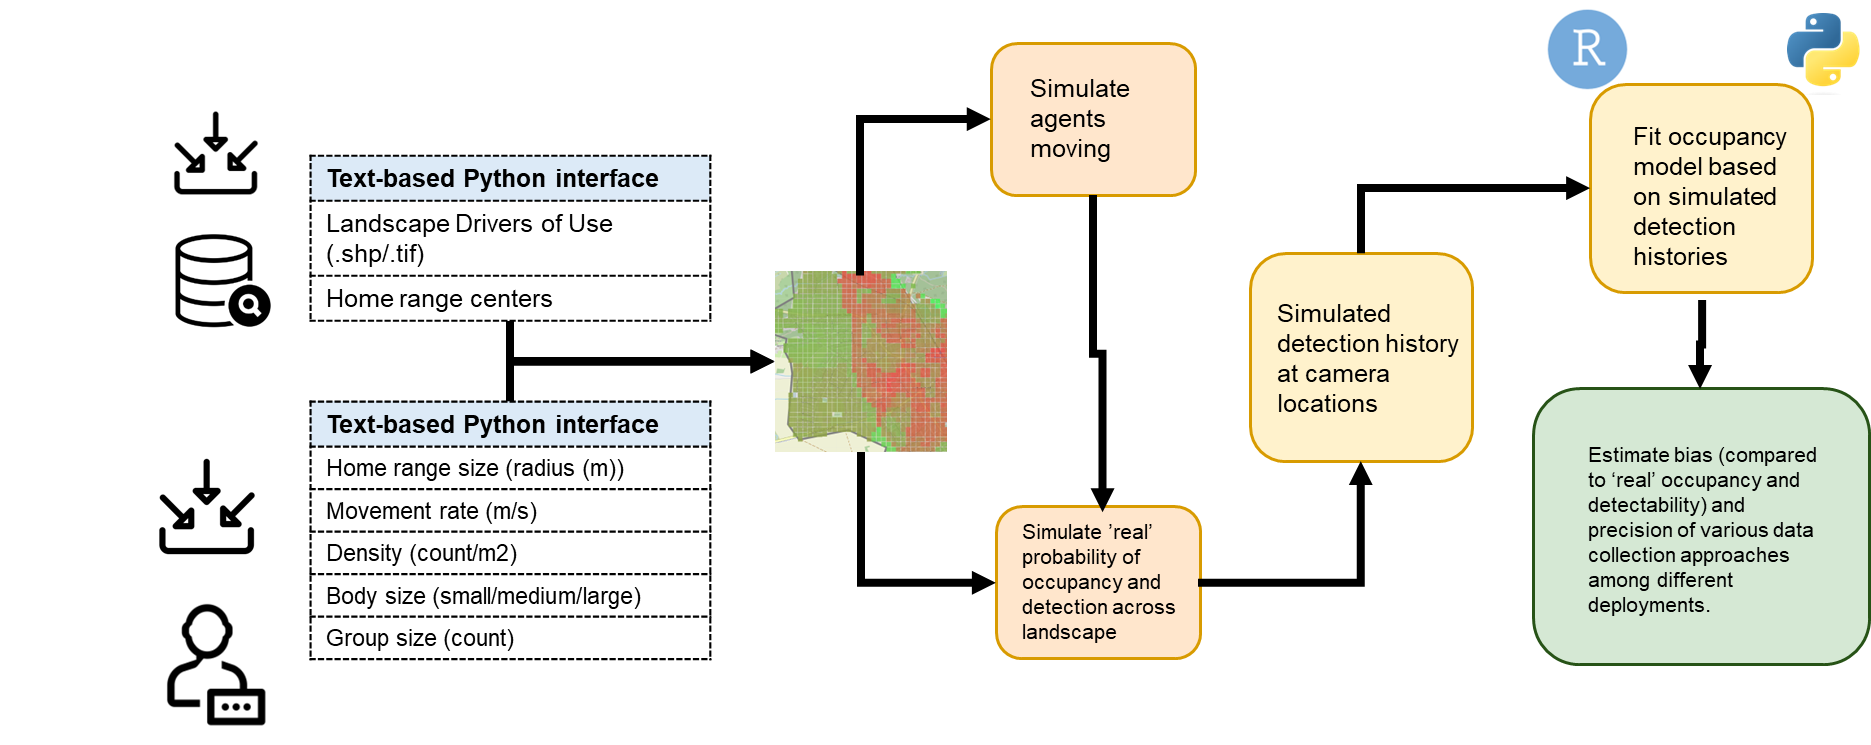 Text-based Python interface
Landscape Drivers of Use
(.shp/.tif)
Home range centers
Text-based Python interface
Home range size (radius (m))
Movement rate (m/s)
Density (count/m2)
Body size (small/medium/large)
Group size (count)
Simulate
agents
moving
Simulate ’real’
probability of
occupancy and
detection across
landscape
Simulated
detection history
at camera
locations
R
Fit occupancy
model based
on simulated
detection
histories
Estimate bias (compared
to ‘real’ occupancy and
detectability) and
precision of various data
collection approaches
among different
deployments.